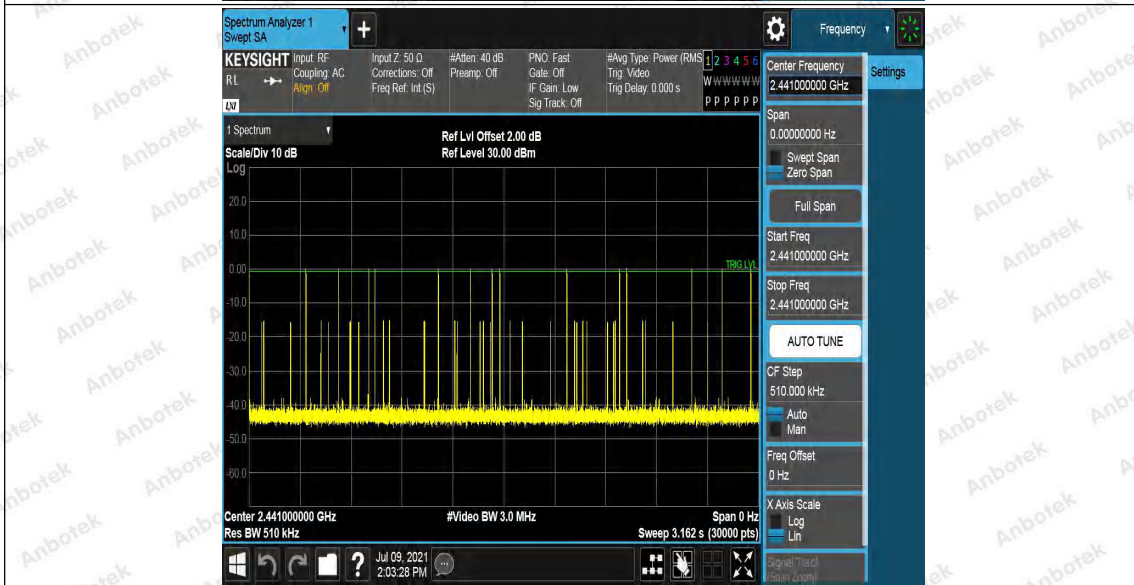 Spectrum Analyzer 1
Swept SA
+
Frequency
KEYSIGHT
RL
LXI
Input: RF
Coupling: AC
Align: Off
Input Z: 50 Ω
Corrections: Off
Freq Ref: Int (S)
#Atten: 40 dB
Preamp: Off
PNO: Fast
Gate: Off
IF Gain: Low
Sig Track: Off
#Avg Type: Power (RMS
Trig: Video
Trig Delay: 0.000 s
1 2 3 4 5 6
W W W W W W
P P P P P P
Center Frequency
2.441000000 GHz
Settings
Span
0.00000000 Hz
Swept Span
Zero Span
Full Span
Start Freq
2.441000000 GHz
Stop Freq
2.441000000 GHz
AUTO TUNE
CF Step
510.000 kHz
Auto
Man
Freq Offset
0 Hz
X Axis Scale
Log
Lin
Signal Track
(Span Zoom)
1 Spectrum
Scale/Div 10 dB
Ref Lvl Offset 2.00 dB
Ref Level 30.00 dBm
Log
20.0
10.0
0.00
TRIG LVL
-10.0
-20.0
-30.0
-40.0
-50.0
-60.0
Center 2.441000000 GHz
#Video BW 3.0 MHz
Span 0 Hz
Res BW 510 kHz
Sweep 3.162 s (30000 pts)
?
Jul 09, 2021
2:03:28 PM
Anbotek